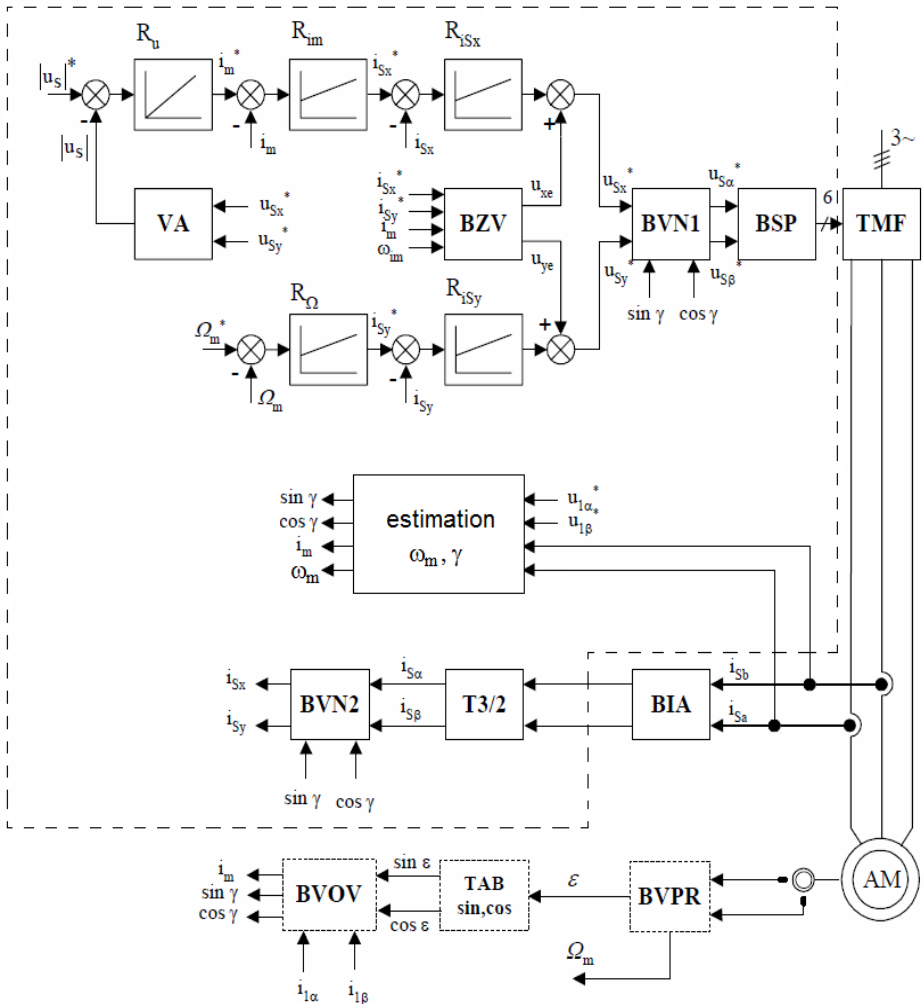 R_u
R_im
R_iSx
|u_S|*
i_m*
i_Sx*
-
-
-
+
|u_S|
i_m
i_Sx
3~
VA
u_Sx*
u_Sy*
i_Sx*
i_Sy*
i_m
ω_im
BZV
u_xe
u_ye
u_Sx*
u_Sy*
BVN1
u_Sα*
u_Sβ*
BSP
6
TMF
sin γ
cos γ
R_Ω
R_iSy
Ω_m*
i_Sy*
-
-
+
Ω_m
i_Sy
sin γ
cos γ
i_m
ω_m
estimation
ω_m , γ
u_1α*
u_1β*
i_Sx
i_Sy
BVN2
i_Sα
i_Sβ
T3/2
BIA
i_Sb
i_Sa
sin γ
cos γ
i_m
sin γ
cos γ
BVOV
sin ε
cos ε
TAB
sin,cos
ε
BVPR
AM
Ω_m
i_1α
i_1β